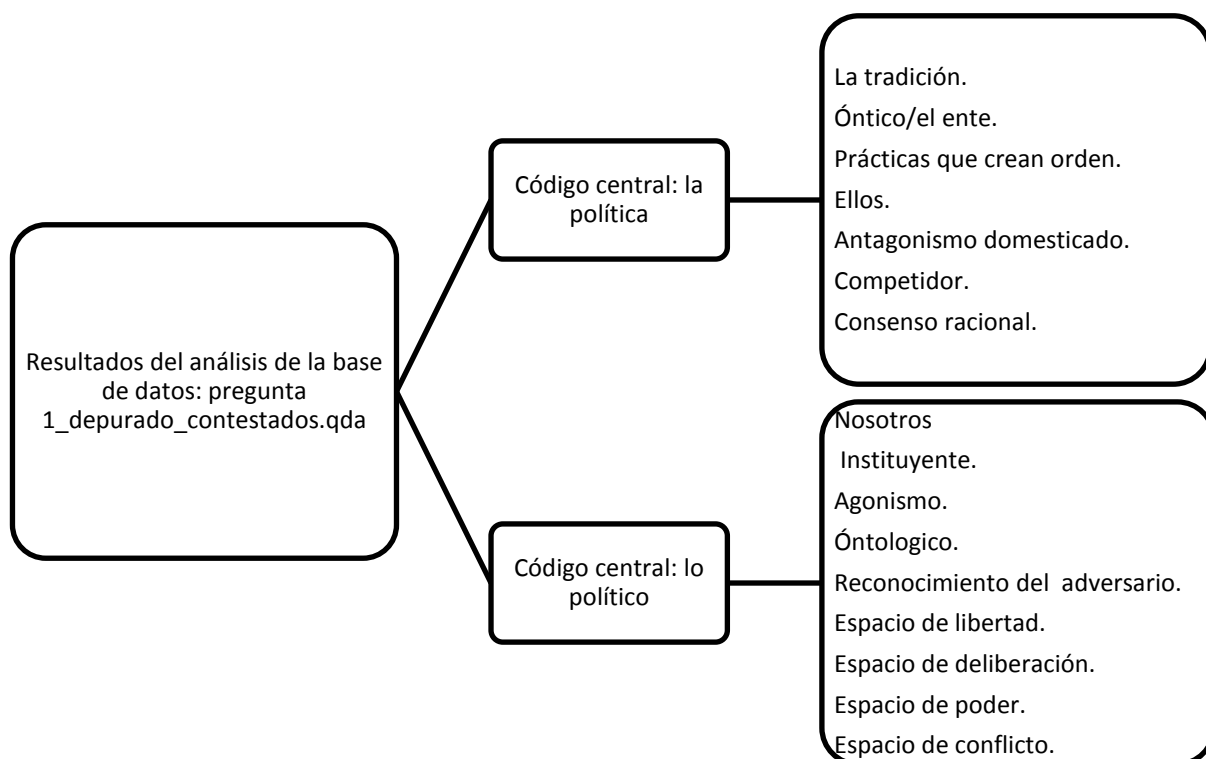 Resultados del análisis de la base
de datos: pregunta
1_depurado_contestados.qda
Código central: la
política
La tradición.
Óntico/el ente.
Prácticas que crean orden.
Ellos.
Antagonismo domesticado.
Competidor.
Consenso racional.
Código central: lo
político
Nosotros
Instituyente.
Agonismo.
Óntologico.
Reconocimiento del  adversario.
Espacio de libertad.
Espacio de deliberación.
Espacio de poder.
Espacio de conflicto.